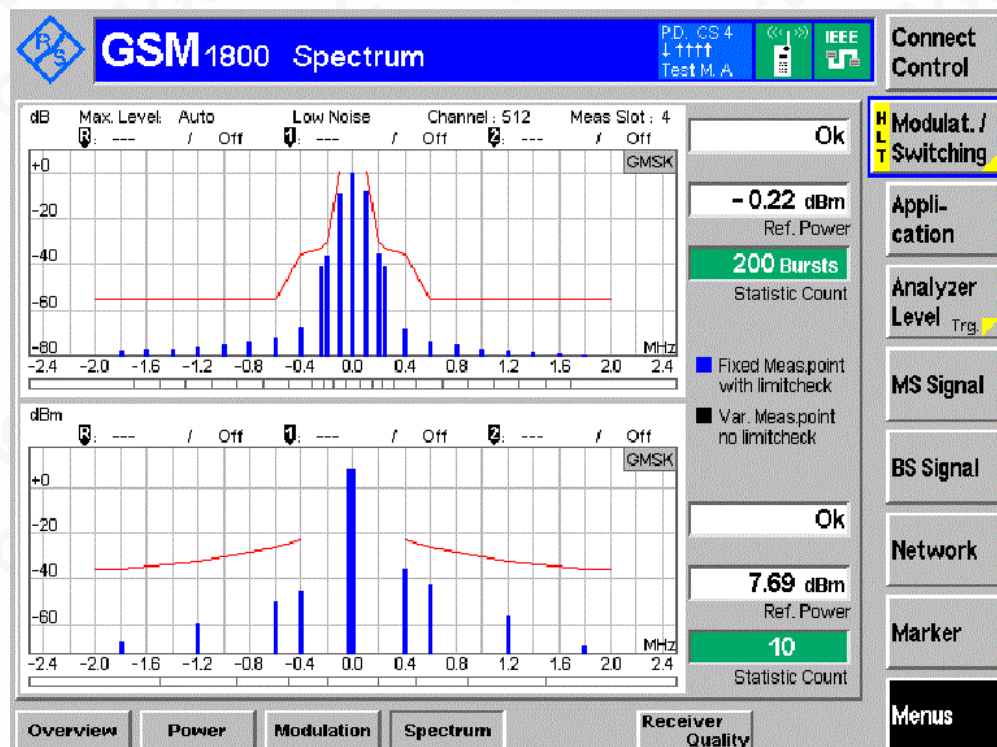 R/S
GSM 1800 Spectrum
P.D. CS 4
↓ ↑↑↑↑
Test M. A.
IEEE
Connect Control
dB Max. Level: Auto Low Noise Channel : 512 Meas Slot : 4
R: --- / Off 1: --- / Off 2: --- / Off
GMSK
+0
-20
-40
-60
-80
MHz
-2.4 -2.0 -1.6 -1.2 -0.8 -0.4 0.0 0.4 0.8 1.2 1.6 2.0 2.4
Ok
-0.22 dBm
Ref. Power
200 Bursts
Statistic Count
Fixed Meas.point
with limitcheck
Var. Meas.point
no limitcheck
dBm
R: --- / Off 1: --- / Off 2: --- / Off
GMSK
+0
-20
-40
-60
MHz
-2.4 -2.0 -1.6 -1.2 -0.8 -0.4 0.0 0.4 0.8 1.2 1.6 2.0 2.4
Ok
7.69 dBm
Ref. Power
10
Statistic Count
HLT
Modulat. /
Switching
Appli-
cation
Analyzer
Level Trg.
MS Signal
BS Signal
Network
Marker
Menus
Overview Power Modulation Spectrum Receiver
Quality